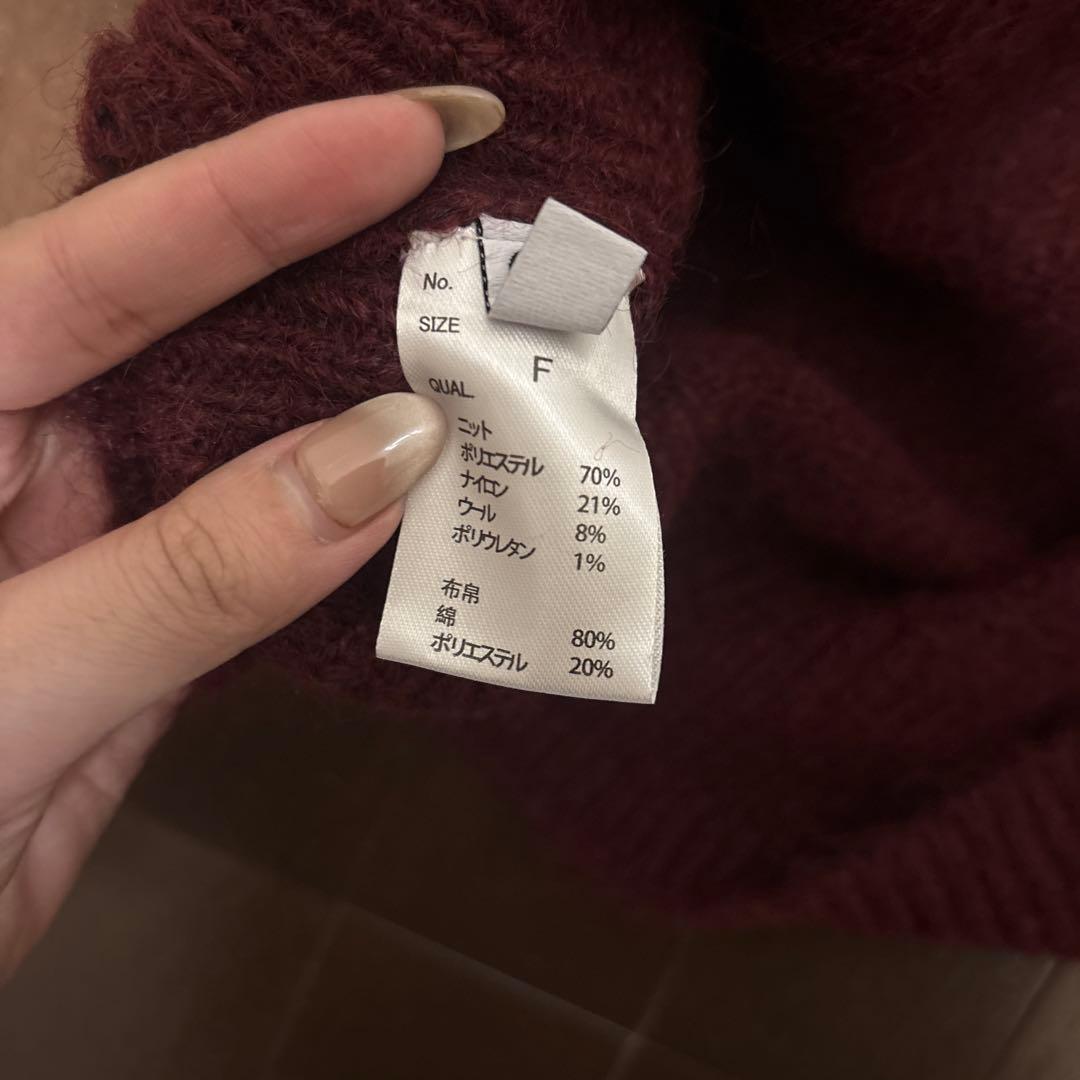 No.
SIZE
F
QUAL.
ニット
ポリエステル 70%
ナイロン 21%
ウール 8%
ポリウレタン 1%
布帛
綿 80%
ポリエステル 20%